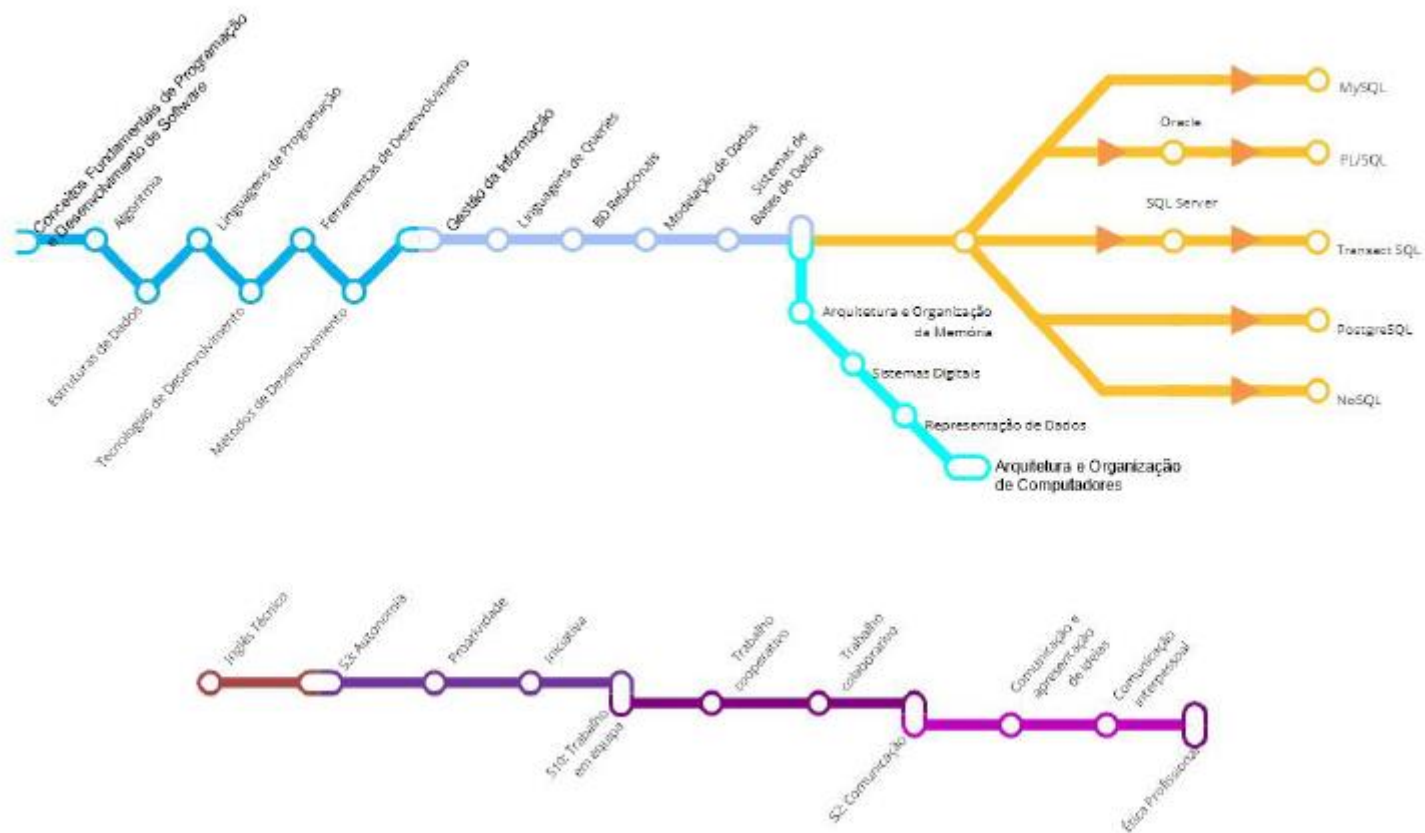 Conceitos Fundamentais de Programação
e Desenvolvimento de Software
Algoritmia
Estruturas de Dados
Linguagens de Programação
Tecnologias de Desenvolvimento
Ferramentas de Desenvolvimento
Métodos de Desenvolvimento
Gestão da Informação
Linguagens de Queries
BD Relacionais
Modelação de Dados
Sistemas de
Bases de Dados
MySQL
Oracle
PL/SQL
SQL Server
Transact SQL
PostgreSQL
NoSQL
Arquitetura e Organização
da Memória
Sistemas Digitais
Representação de Dados
Arquitetura e Organização
de Computadores
Inglês Técnico
S3: Autonomia
Proatividade
Iniciativa
S10: Trabalho
em equipa
Trabalho
cooperativo
Trabalho
colaborativo
S2: Comunicação
Comunicação e
apresentação
de ideias
Comunicação
interpessoal
Ética Profissional